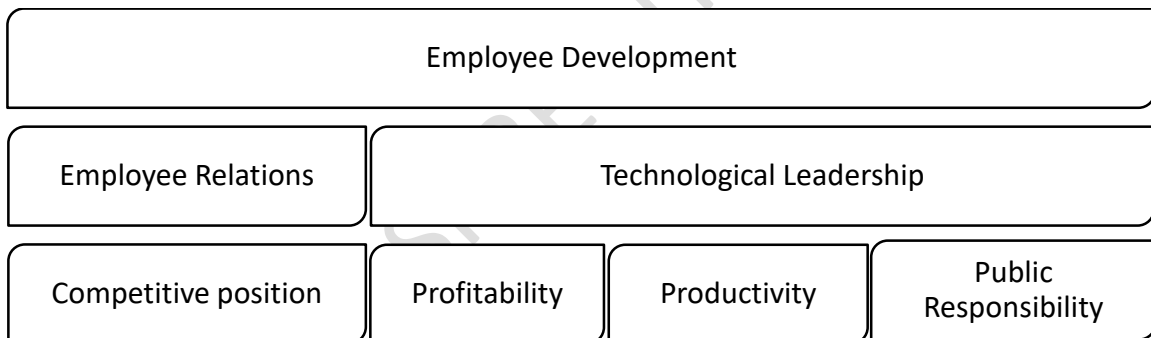 Employee Development
Employee Relations
Technological Leadership
Competitive position
Profitability
Productivity
Public
Responsibility